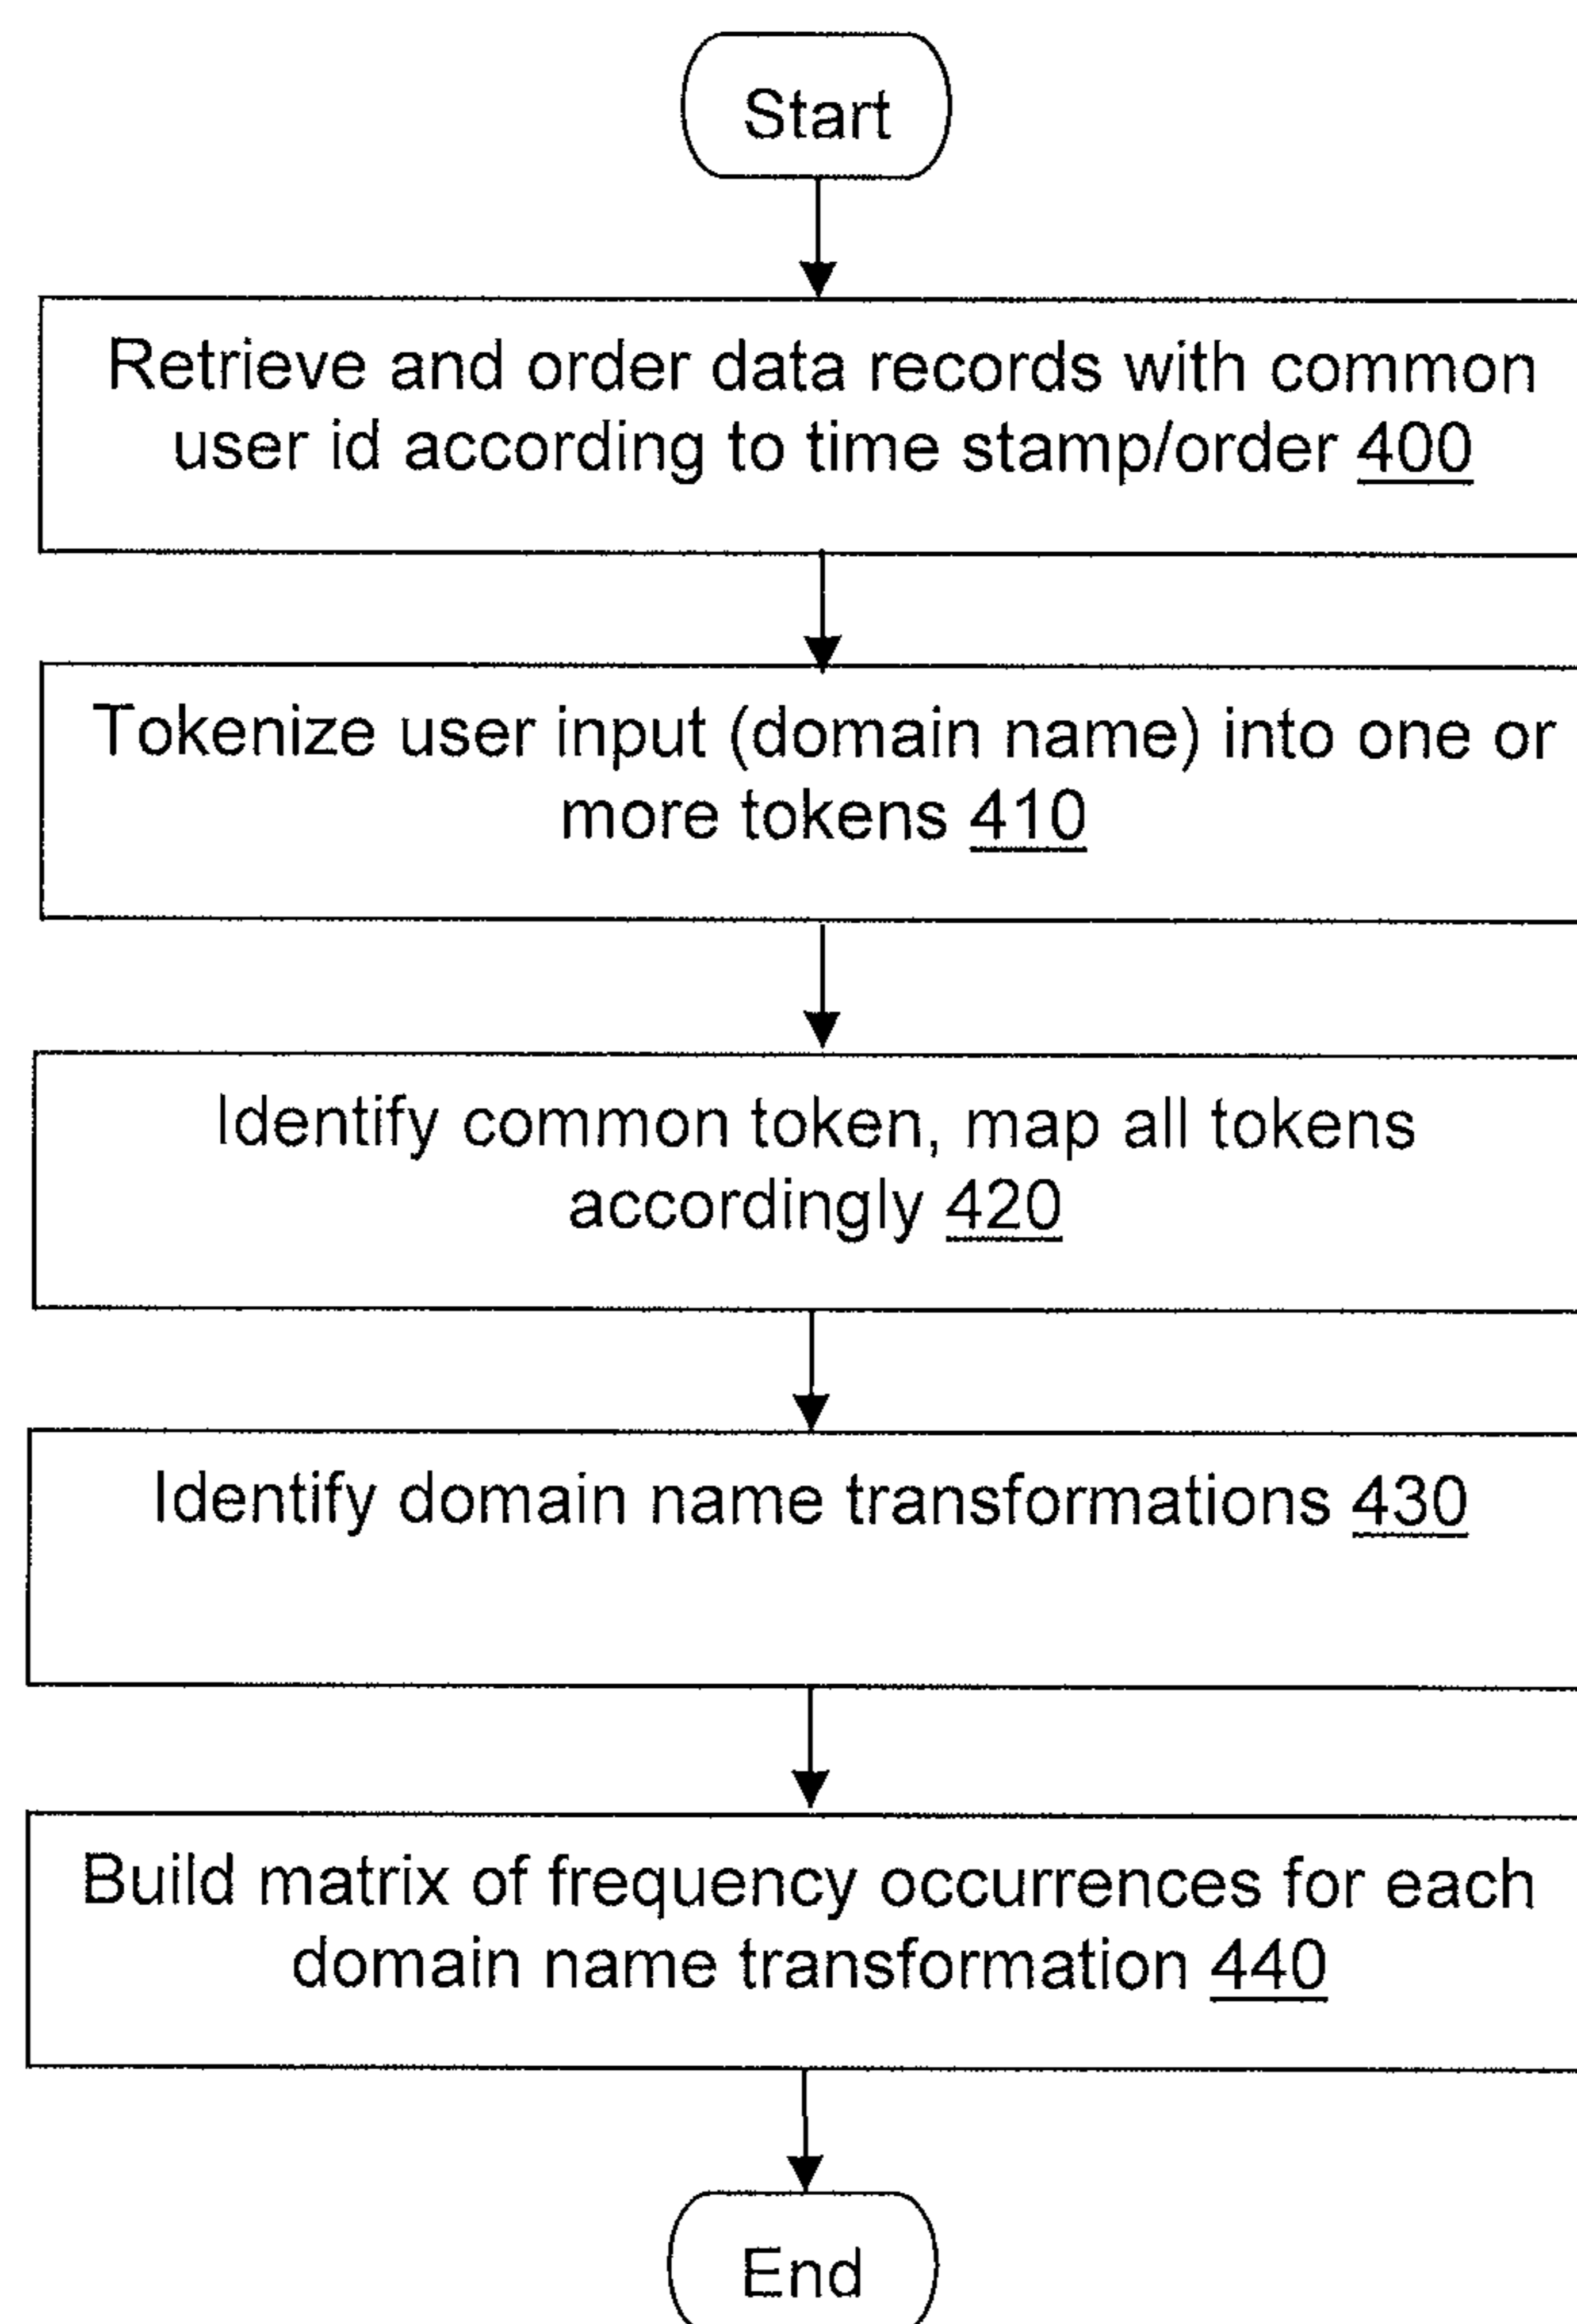 Start
Retrieve and order data records with common
user id according to time stamp/order 400
Tokenize user input (domain name) into one or
more tokens 410
Identify common token, map all tokens
accordingly 420
Identify domain name transformations 430
Build matrix of frequency occurrences for each
domain name transformation 440
End